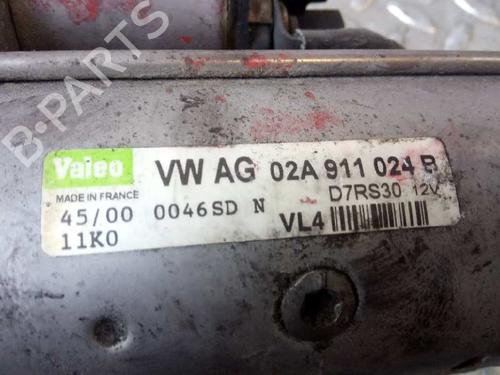 B-PARTS
Valeo VW AG 02A 911 024 B
MADE IN FRANCE D7RS30 12V
45/00 0046SD N VL4
11K0